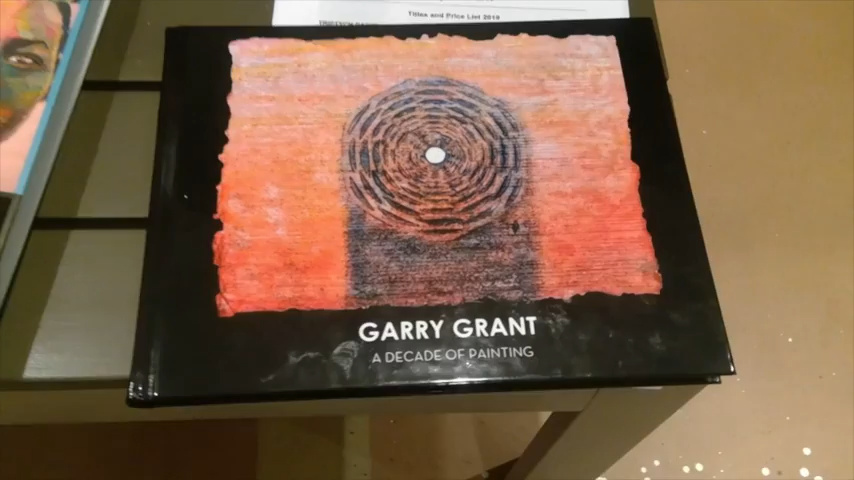 Titles and Price List 2019
GARRY GRANT
A DECADE OF PAINTING